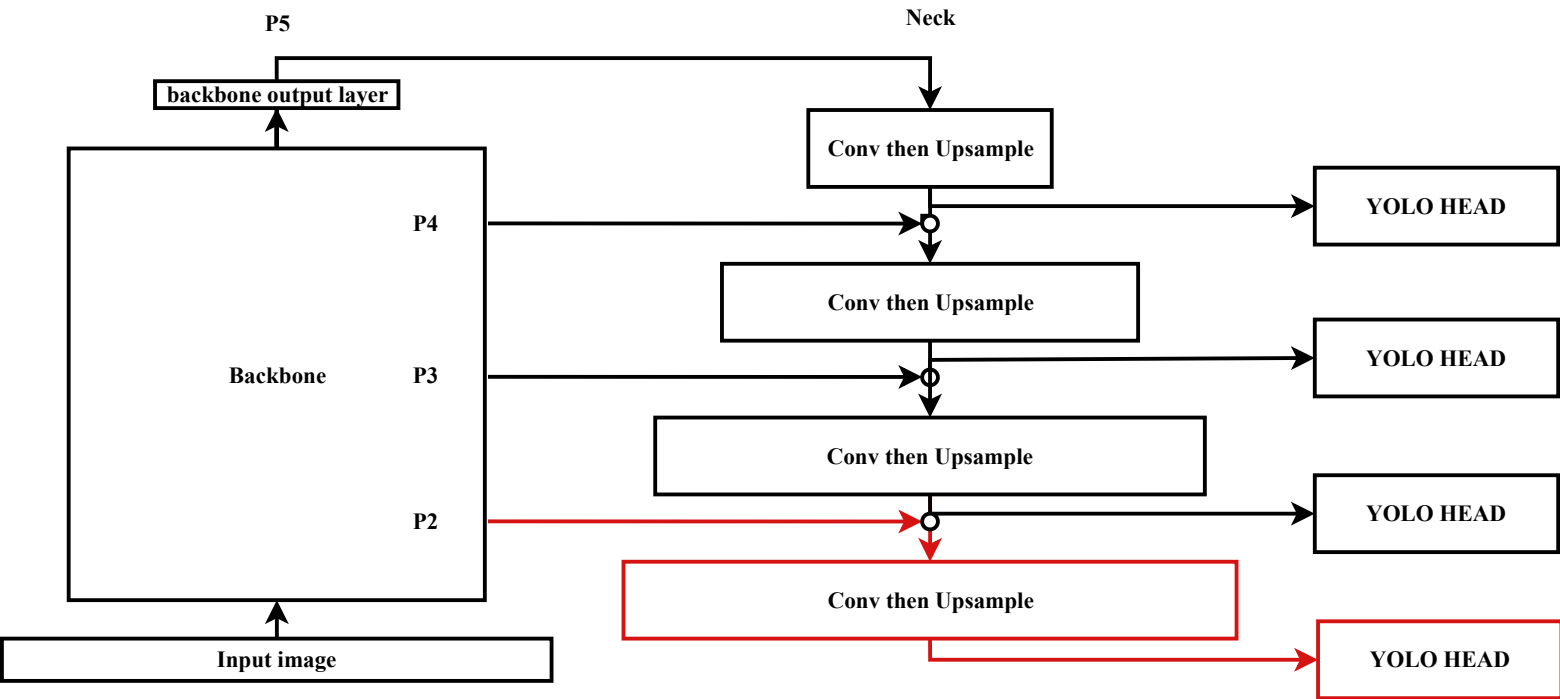 P5
Neck
backbone output layer
Conv then Upsample
YOLO HEAD
P4
Conv then Upsample
Backbone
P3
YOLO HEAD
Conv then Upsample
P2
YOLO HEAD
Conv then Upsample
Input image
YOLO HEAD